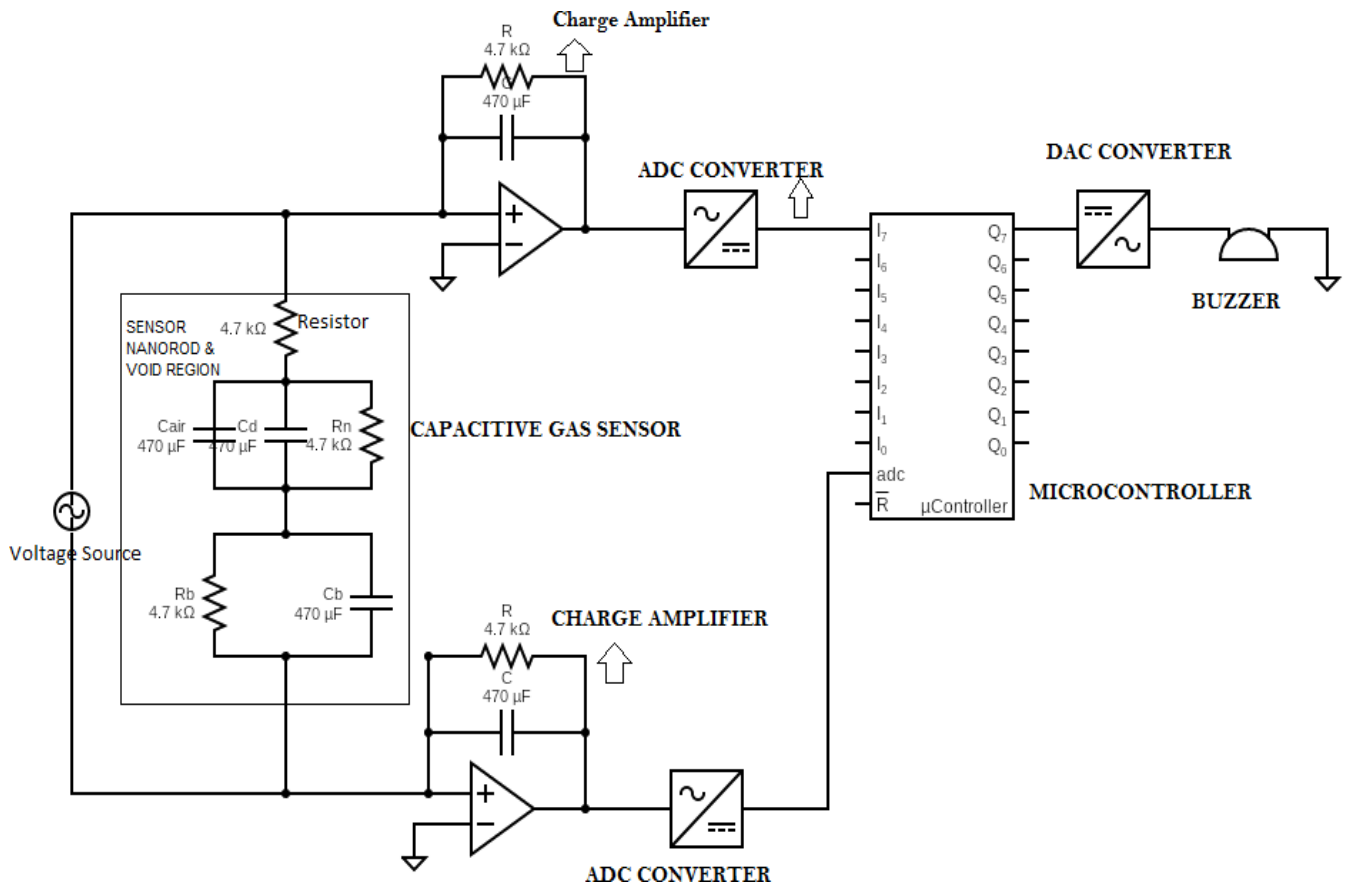 Charge Amplifier
R
4.7 kΩ
C
470 µF
ADC CONVERTER
DAC CONVERTER
+
−
I7
I6
I5
I4
I3
I2
I1
I0
adc
R
Q7
Q6
Q5
Q4
Q3
Q2
Q1
Q0
µController
BUZZER
MICROCONTROLLER
SENSOR
NANOROD &
VOID REGION
4.7 kΩ
Resistor
Cair
470 µF
Cd
470 µF
Rn
4.7 kΩ
CAPACITIVE GAS SENSOR
Voltage Source
Rb
4.7 kΩ
Cb
470 µF
R
4.7 kΩ
C
470 µF
CHARGE AMPLIFIER
+
−
ADC CONVERTER